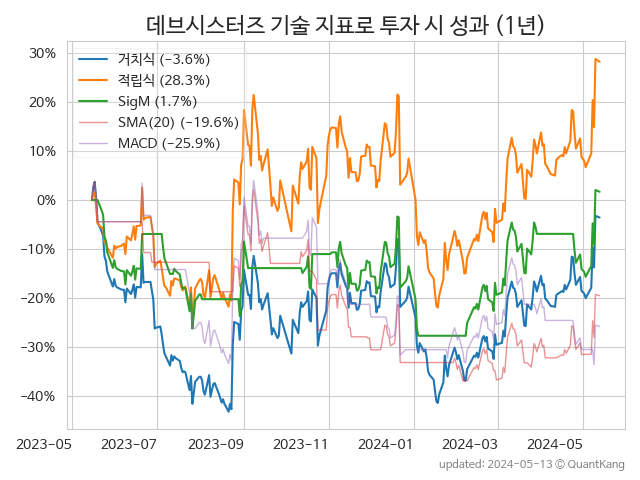 데브시스터즈 기술 지표로 투자 시 성과 (1년)
거치식 (−3.6%)
적립식 (28.3%)
SigM (1.7%)
SMA(20) (−19.6%)
MACD (−25.9%)
30%
20%
10%
0%
−10%
−20%
−30%
−40%
2023-05 2023-07 2023-09 2023-11 2024-01 2024-03 2024-05
updated: 2024-05-13 ⓒ QuantKang